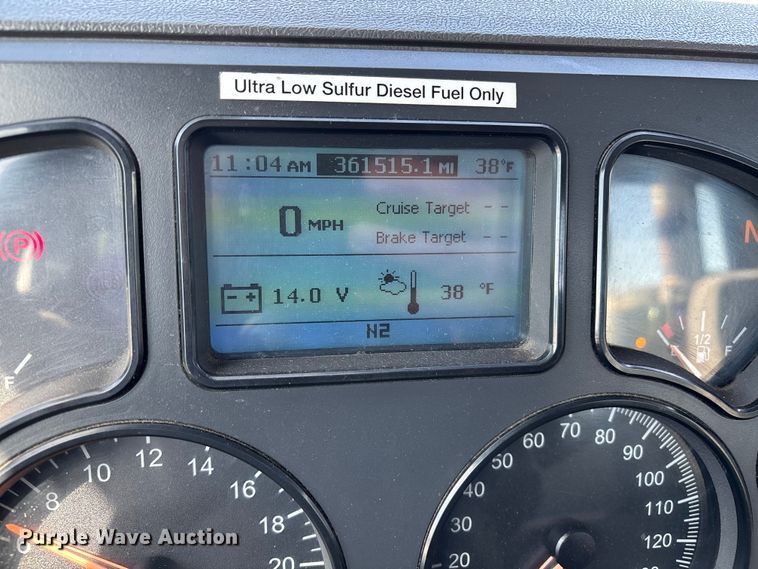 Ultra Low Sulfur Diesel Fuel Only
11:04 AM 361515.1 MI 38°F
0 MPH
Cruise Target - -
Brake Target - -
14.0 V 38 °F
N2
(P)
F
E 1/2 F
N
6 8 10 12 14 16 18 20
20 30 40 50 60 70 80 90 100 110 120
Purple Wave Auction